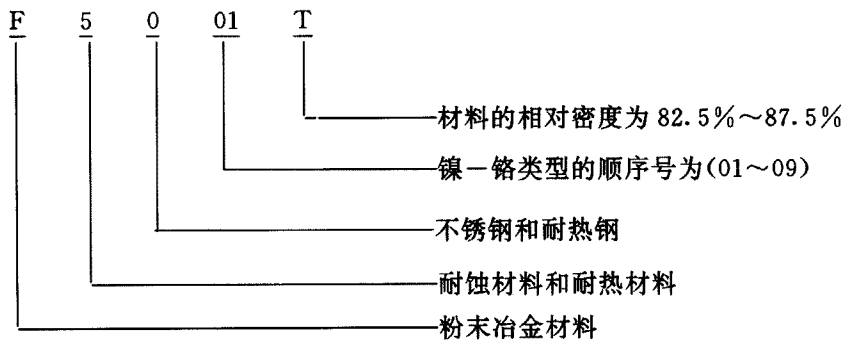 F 5 0 01 T
材料的相对密度为82.5%~87.5%
镍—铬类型的顺序号为(01~09)
不锈钢和耐热钢
耐蚀材料和耐热材料
粉末冶金材料